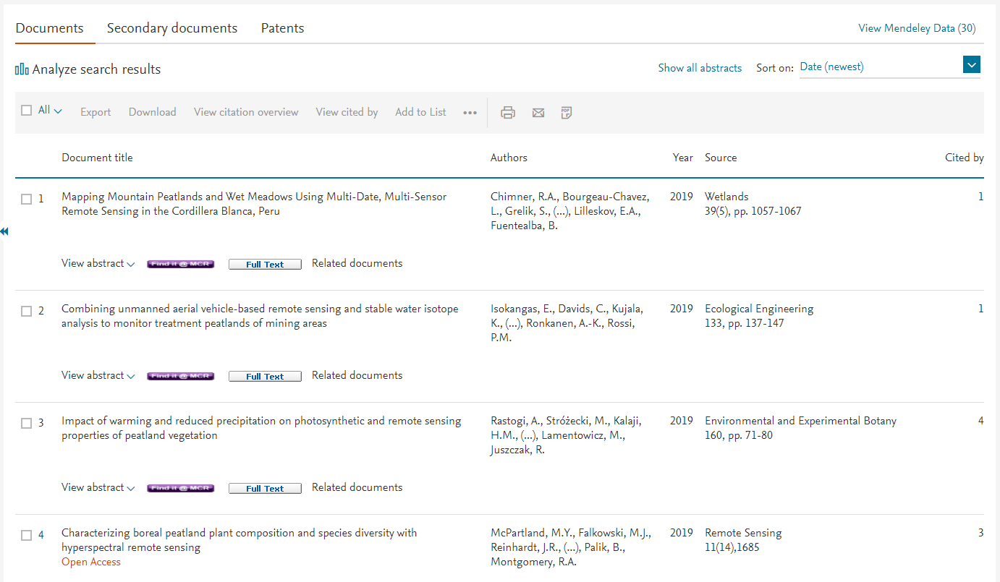 Documents Secondary documents Patents View Mendeley Data (30)
Analyze search results Show all abstracts Sort on: Date (newest)
All Export Download View citation overview View cited by Add to List ••• PDF
Document title Authors Year Source Cited by
1 Mapping Mountain Peatlands and Wet Meadows Using Multi-Date, Multi-Sensor Chimner, R.A., Bourgeau-Chavez, 2019 Wetlands 1
Remote Sensing in the Cordillera Blanca, Peru L., Grelik, S., (...), Lilleskov, E.A., 39(5), pp. 1057-1067
Fuentealba, B.
View abstract Find it @ MCR Full Text Related documents
2 Combining unmanned aerial vehicle-based remote sensing and stable water isotope Isokangas, E., Davids, C., Kujala, 2019 Ecological Engineering 1
analysis to monitor treatment peatlands of mining areas K., (...), Ronkanen, A.-K., Rossi, 133, pp. 137-147
P.M.
View abstract Find it @ MCR Full Text Related documents
3 Impact of warming and reduced precipitation on photosynthetic and remote sensing Rastogi, A., Stróżecki, M., Kalaji, 2019 Environmental and Experimental Botany 4
properties of peatland vegetation H.M., (...), Lamentowicz, M., 160, pp. 71-80
Juszczak, R.
View abstract Find it @ MCR Full Text Related documents
4 Characterizing boreal peatland plant composition and species diversity with McPartland, M.Y., Falkowski, M.J., 2019 Remote Sensing 3
hyperspectral remote sensing Reinhardt, J.R., (...), Palik, B., 11(14),1685
Open Access Montgomery, R.A.